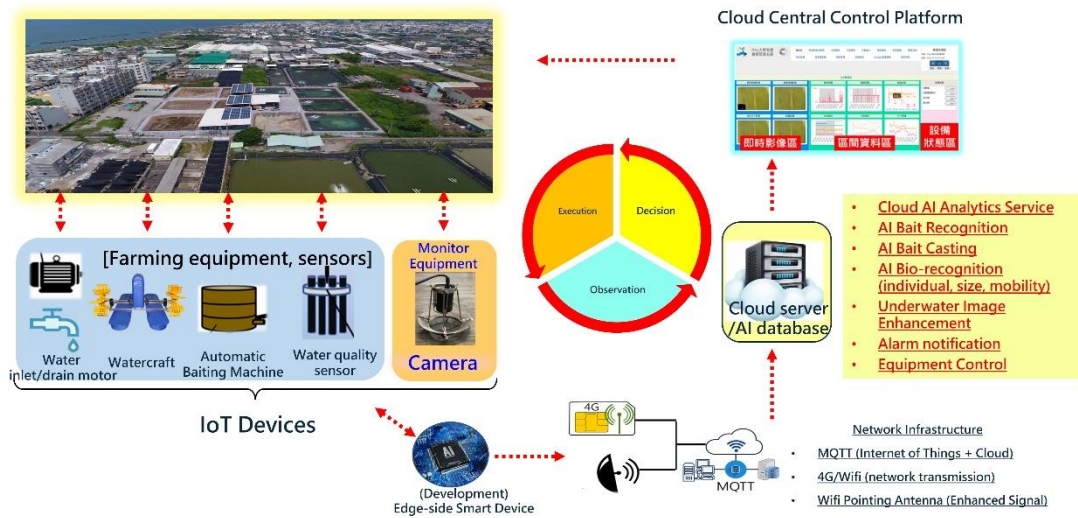 Cloud Central Control Platform
即時影像區
區間資料區
設備
狀態區
Execution
Decision
Observation
[Farming equipment, sensors]
Water
inlet/drain motor
Watercraft
Automatic
Baiting Machine
Water quality
sensor
Monitor
Equipment
Camera
IoT Devices
Cloud server
/AI database
• Cloud AI Analytics Service
• AI Bait Recognition
• AI Bait Casting
• AI Bio-recognition
(individual, size, mobility)
• Underwater Image
Enhancement
• Alarm notification
• Equipment Control
AI
(Development)
Edge-side Smart Device
4G
MQTT
Network Infrastructure
• MQTT (Internet of Things + Cloud)
• 4G/Wifi (network transmission)
• Wifi Pointing Antenna (Enhanced Signal)